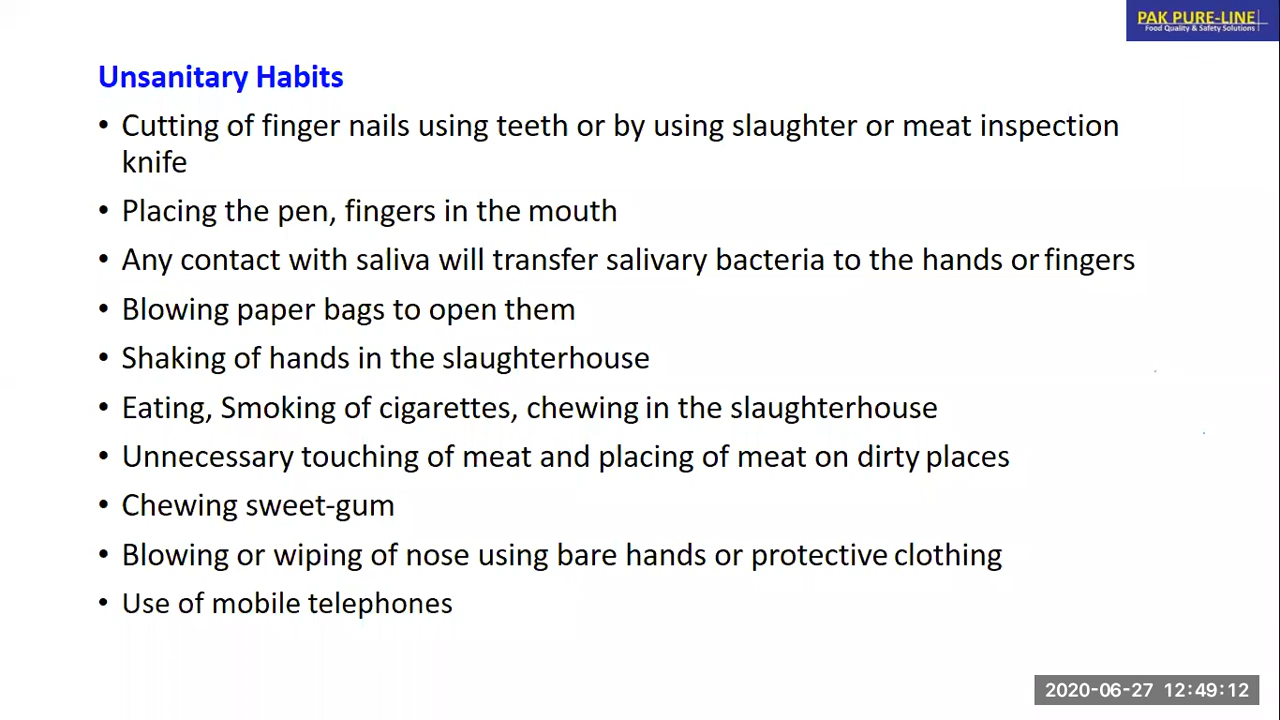 PAK PURE-LINE
Food Quality & Safety Solutions
Unsanitary Habits
• Cutting of finger nails using teeth or by using slaughter or meat inspection
knife
• Placing the pen, fingers in the mouth
• Any contact with saliva will transfer salivary bacteria to the hands or fingers
• Blowing paper bags to open them
• Shaking of hands in the slaughterhouse
• Eating, Smoking of cigarettes, chewing in the slaughterhouse
• Unnecessary touching of meat and placing of meat on dirty places
• Chewing sweet-gum
• Blowing or wiping of nose using bare hands or protective clothing
• Use of mobile telephones
2020-06-27 12:49:12